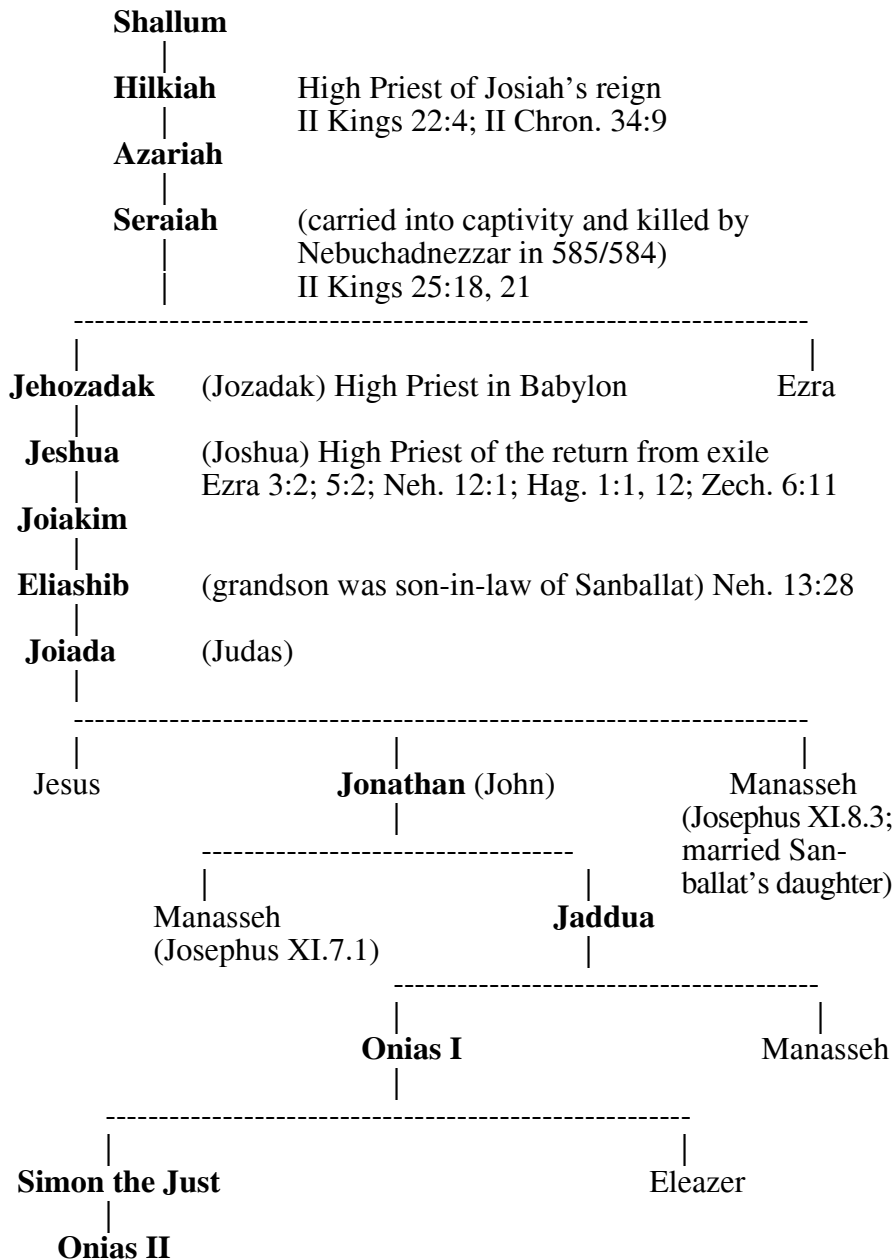 Shallum
|
Hilkiah High Priest of Josiah’s reign
| II Kings 22:4; II Chron. 34:9
Azariah
|
Seraiah (carried into captivity and killed by
| Nebuchadnezzar in 585/584)
| II Kings 25:18, 21
----------------------------------------------------------------------
| |
Jehozadak (Jozadak) High Priest in Babylon Ezra
|
Jeshua (Joshua) High Priest of the return from exile
| Ezra 3:2; 5:2; Neh. 12:1; Hag. 1:1, 12; Zech. 6:11
Joiakim
|
Eliashib (grandson was son-in-law of Sanballat) Neh. 13:28
|
Joiada (Judas)
|
----------------------------------------------------------------------
| | |
Jesus Jonathan (John) Manasseh
| (Josephus XI.8.3;
----------------------------------- married San-
| | ballat’s daughter)
Manasseh Jaddua
(Josephus XI.7.1) |
----------------------------------------
| |
Onias I Manasseh
|
-------------------------------------------------------
| |
Simon the Just Eleazer
|
Onias II